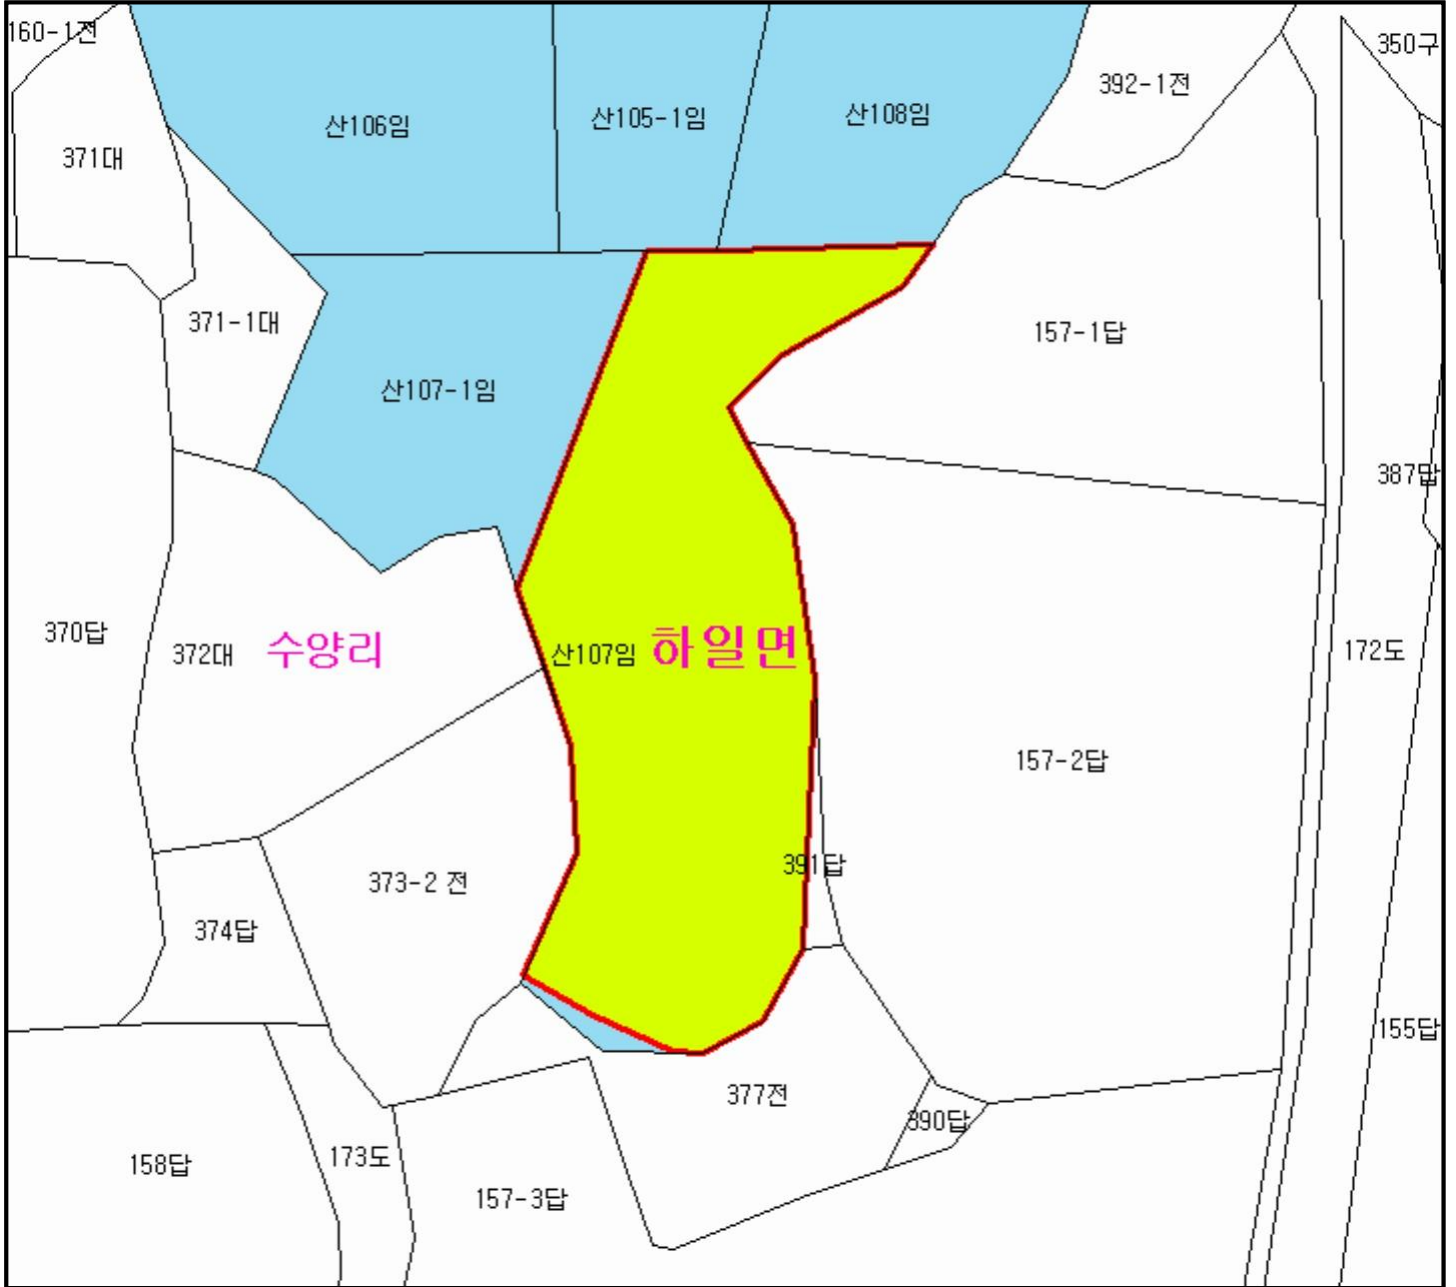 160-1전
350구
392-1전
산106임
산105-1임
산108임
371대
371-1대
157-1답
산107-1임
387답
370답
372대
수양리
산107임
하일면
172도
157-2답
391답
373-2 전
374답
155답
377전
390답
158답
173도
157-3답